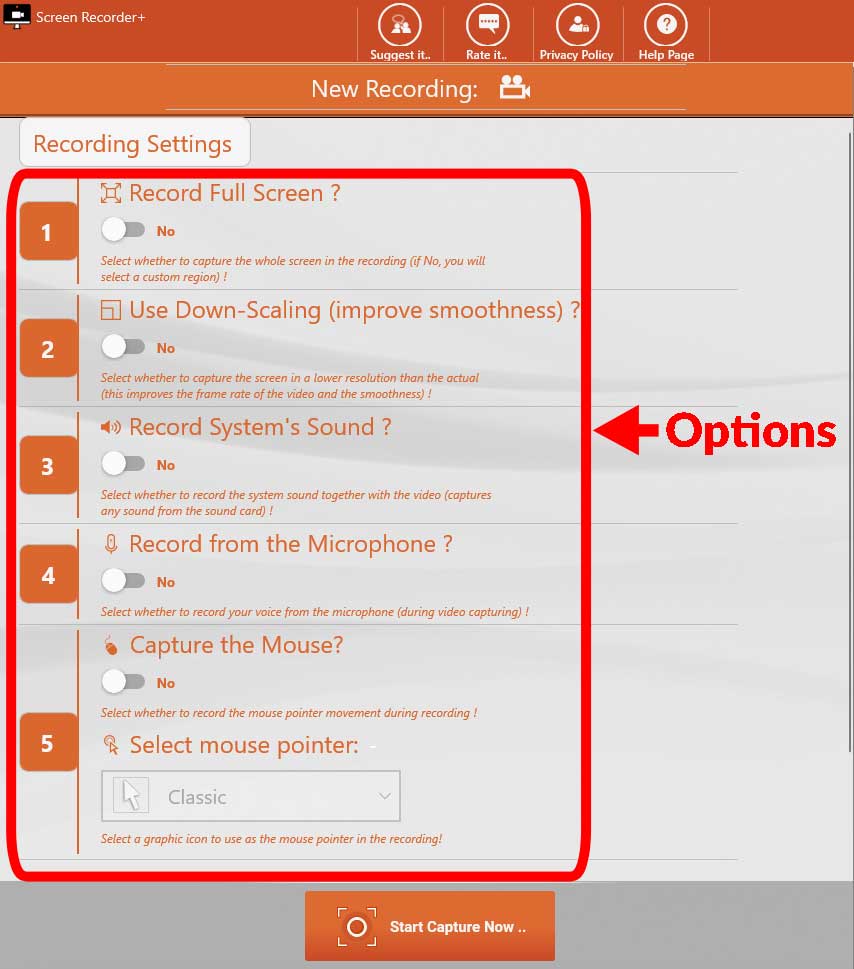 Screen Recorder+
Suggest it..
Rate it..
Privacy Policy
Help Page
New Recording:
Recording Settings
1
Record Full Screen ?
No
Select whether to capture the whole screen in the recording (if No, you will
select a custom region) !
2
Use Down-Scaling (improve smoothness) ?
No
Select whether to capture the screen in a lower resolution than the actual
(this improves the frame rate of the video and the smoothness) !
3
Record System's Sound ?
No
Select whether to record the system sound together with the video (captures
any sound from the sound card) !
Options
4
Record from the Microphone ?
No
Select whether to record your voice from the microphone (during video capturing) !
5
Capture the Mouse?
No
Select whether to record the mouse pointer movement during recording !
Select mouse pointer: -
Classic
Select a graphic icon to use as the mouse pointer in the recording!
Start Capture Now ..